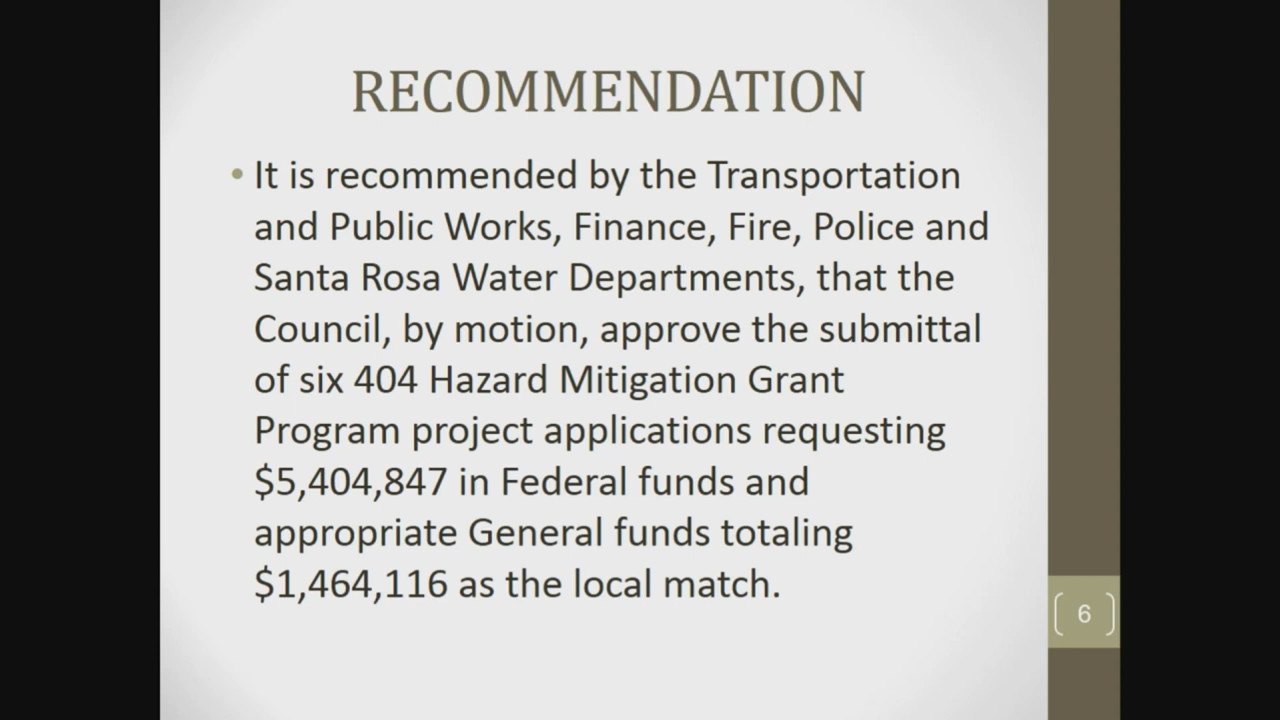 RECOMMENDATION
• It is recommended by the Transportation
and Public Works, Finance, Fire, Police and
Santa Rosa Water Departments, that the
Council, by motion, approve the submittal
of six 404 Hazard Mitigation Grant
Program project applications requesting
$5,404,847 in Federal funds and
appropriate General funds totaling
$1,464,116 as the local match.
6